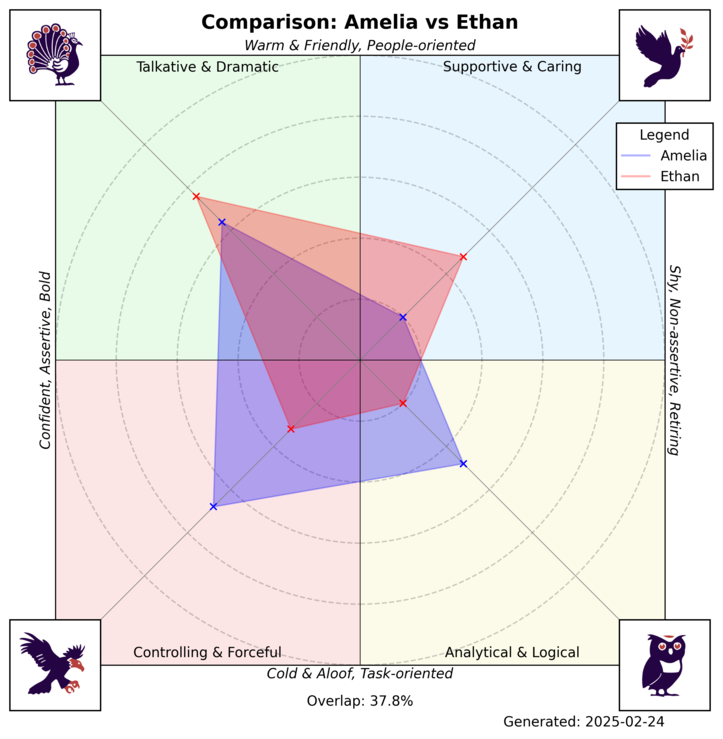 Comparison: Amelia vs Ethan
Warm & Friendly, People-oriented
Talkative & Dramatic
Supportive & Caring
Legend
Amelia
Ethan
Confident, Assertive, Bold
Shy, Non-assertive, Retiring
Controlling & Forceful
Analytical & Logical
Cold & Aloof, Task-oriented
Overlap: 37.8%
Generated: 2025-02-24